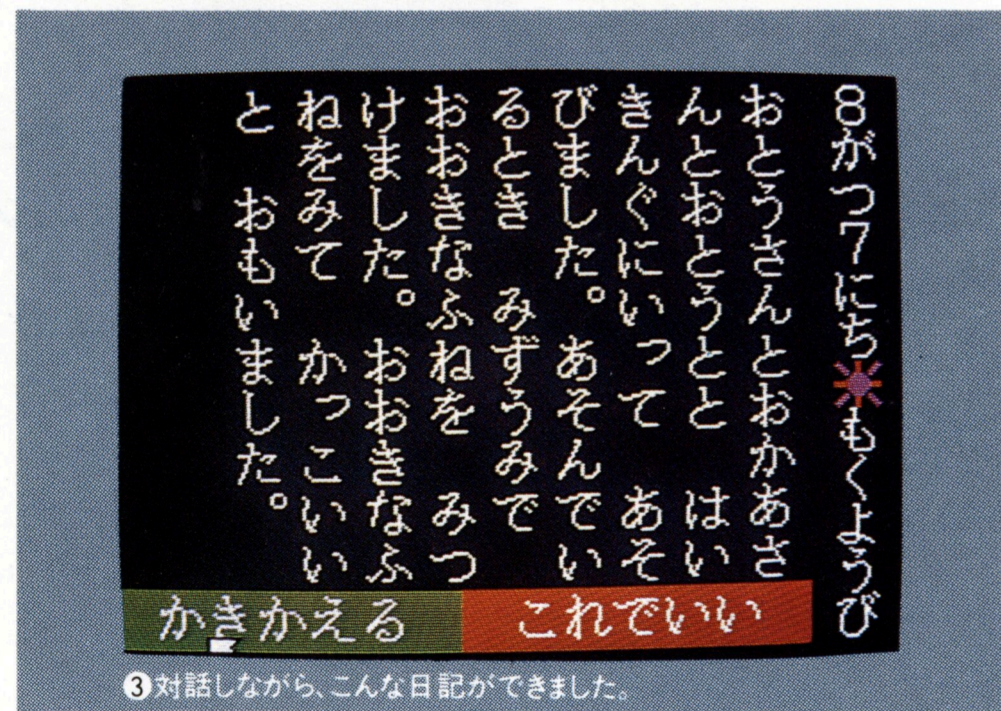 8がつ7にち☀もくようび
おとうさんとおかあさ
んとおとうとと　はい
きんぐにいって　あそ
びました。あそんでい
るとき　みずうみで
おおきなふねを　みつ
けました。おおきなふ
ねをみて　かっこいい
と　おもいました。
かきかえる
これでいい
❸対話しながら、こんな日記ができました。